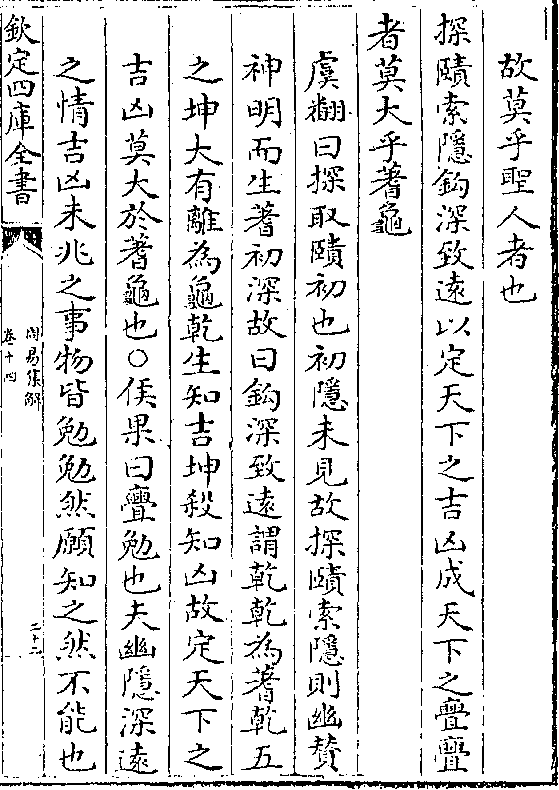 故莫乎聖人者也
探賾索隱鈎深致遠以定天下之吉凶成天下之亹亹
者莫大乎蓍龜
虞翻曰探取賾初也初隱未見故探賾索隱則幽贊
神明而生蓍初深故曰鈎深致遠謂乾乾為蓍乾五
之坤大有離為龜乾生知吉坤殺知凶故定天下之
吉凶莫大於蓍龜也○侯果曰亹勉也夫幽隱深遠
之情吉凶未兆之事物皆勉勉然願知之然不能也
欽定四庫全書
周易集解
卷十四
二十三